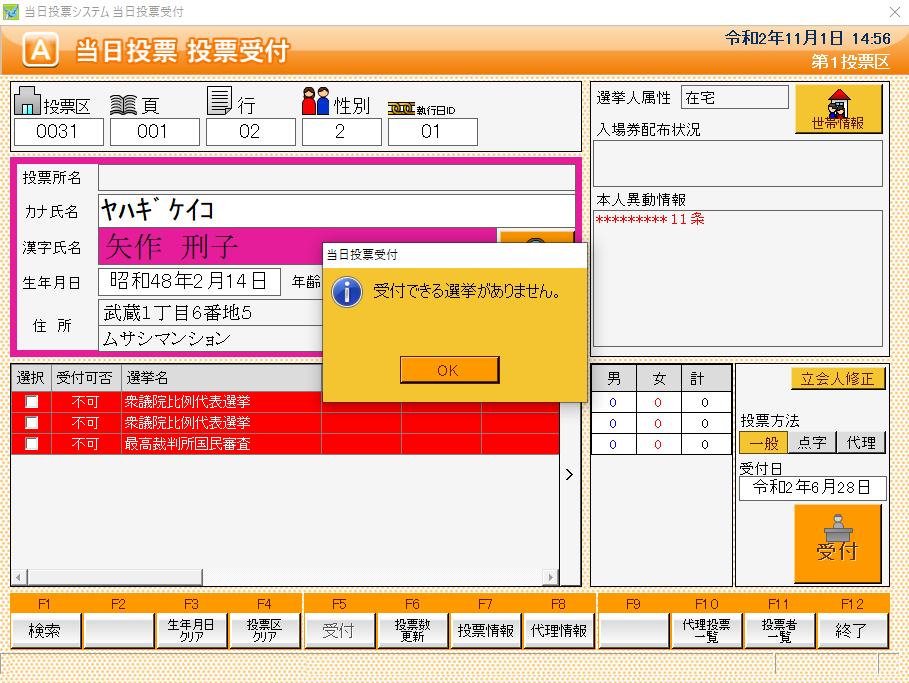 当日投票システム 当日投票受付
A 当日投票 投票受付
令和2年11月1日 14:56
第1投票区
投票区 頁 行 性別 執行日ID
0031 001 02 2 01
投票所名
カナ氏名 ﾔﾊｷﾞ ｹｲｺ
漢字氏名 矢作 刑子
生年月日 昭和48年2月14日 年齢
住 所 武蔵1丁目6番地5
ムサシマンション
選挙人属性 在宅
世帯情報
入場券配布状況
本人異動情報
*********11条
当日投票受付
受付できる選挙がありません。
OK
選択 受付可否 選挙名
不可 衆議院比例代表選挙
不可 衆議院比例代表選挙
不可 最高裁判所国民審査
男 女 計
0 0 0
0 0 0
0 0 0
立会人修正
投票方法
一般 点字 代理
受付日
令和2年6月28日
受付
F1 F2 F3 F4 F5 F6 F7 F8 F9 F10 F11 F12
検索 生年月日クリア 投票区クリア 受付 投票数更新 投票情報 代理情報 代理投票一覧 投票者一覧 終了